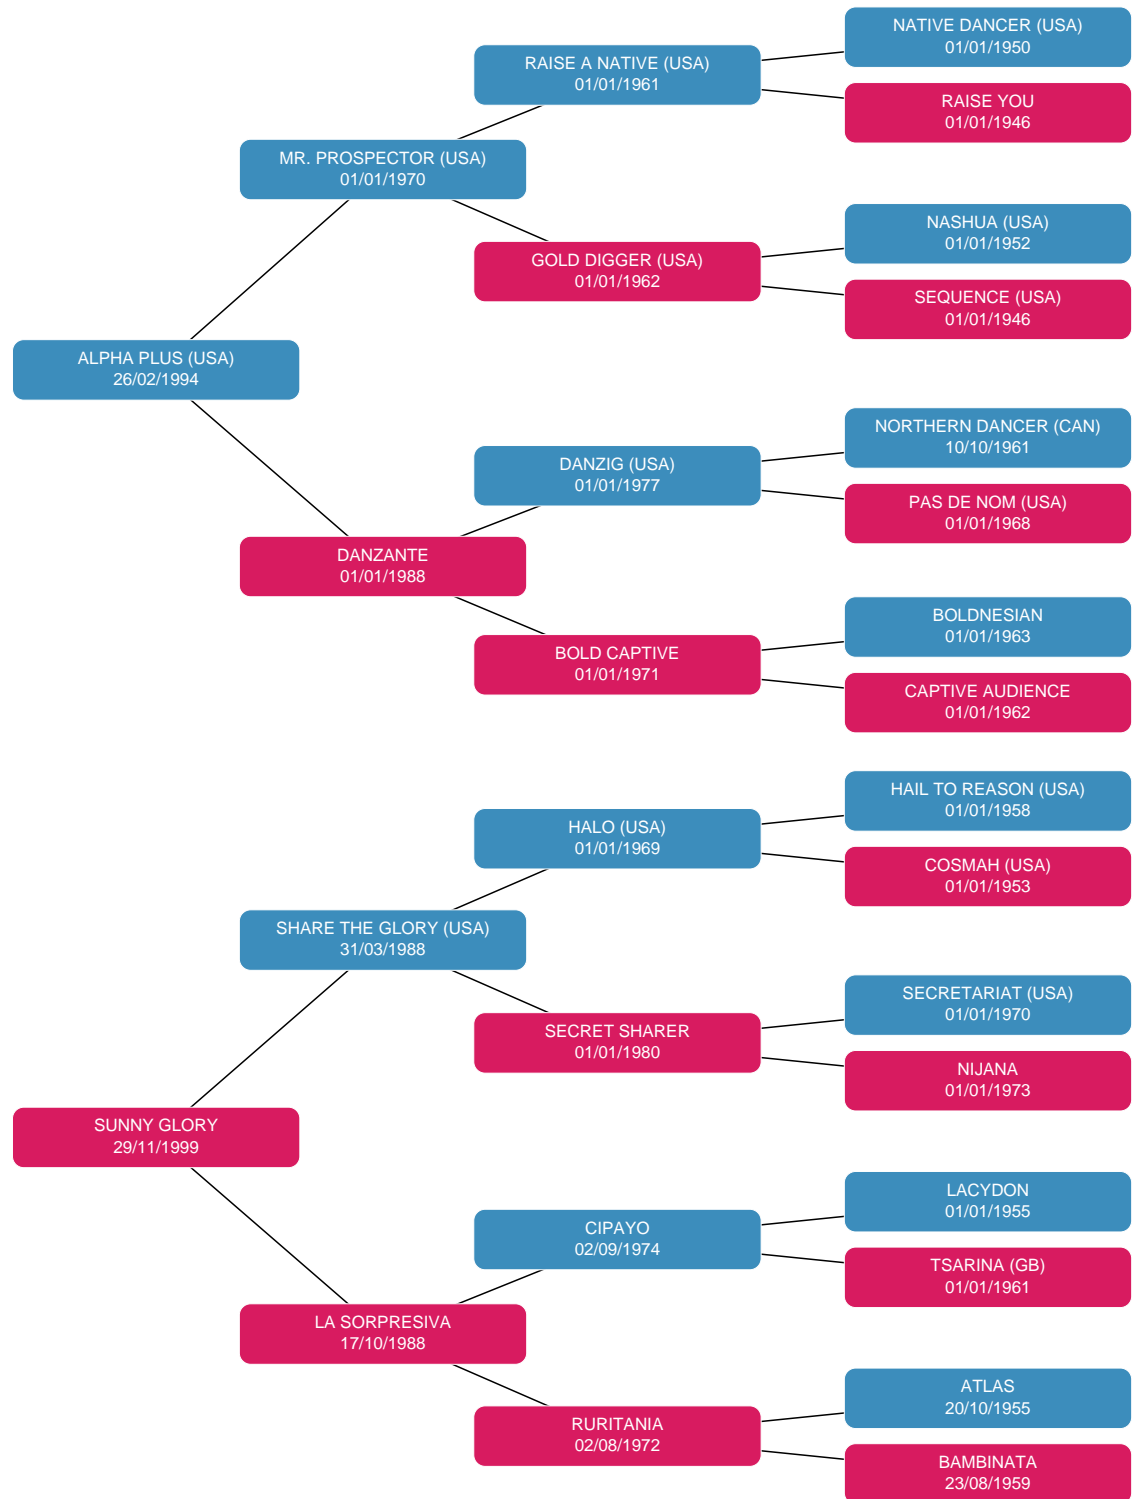 NATIVE DANCER (USA)
01/01/1950
RAISE A NATIVE (USA)
01/01/1961
RAISE YOU
01/01/1946
MR. PROSPECTOR (USA)
01/01/1970
NASHUA (USA)
01/01/1952
GOLD DIGGER (USA)
01/01/1962
SEQUENCE (USA)
01/01/1946
ALPHA PLUS (USA)
26/02/1994
NORTHERN DANCER (CAN)
10/10/1961
DANZIG (USA)
01/01/1977
PAS DE NOM (USA)
01/01/1968
DANZANTE
01/01/1988
BOLDNESIAN
01/01/1963
BOLD CAPTIVE
01/01/1971
CAPTIVE AUDIENCE
01/01/1962
HAIL TO REASON (USA)
01/01/1958
HALO (USA)
01/01/1969
COSMAH (USA)
01/01/1953
SHARE THE GLORY (USA)
31/03/1988
SECRETARIAT (USA)
01/01/1970
SECRET SHARER
01/01/1980
NIJANA
01/01/1973
SUNNY GLORY
29/11/1999
LACYDON
01/01/1955
CIPAYO
02/09/1974
TSARINA (GB)
01/01/1961
LA SORPRESIVA
17/10/1988
ATLAS
20/10/1955
RURITANIA
02/08/1972
BAMBINATA
23/08/1959